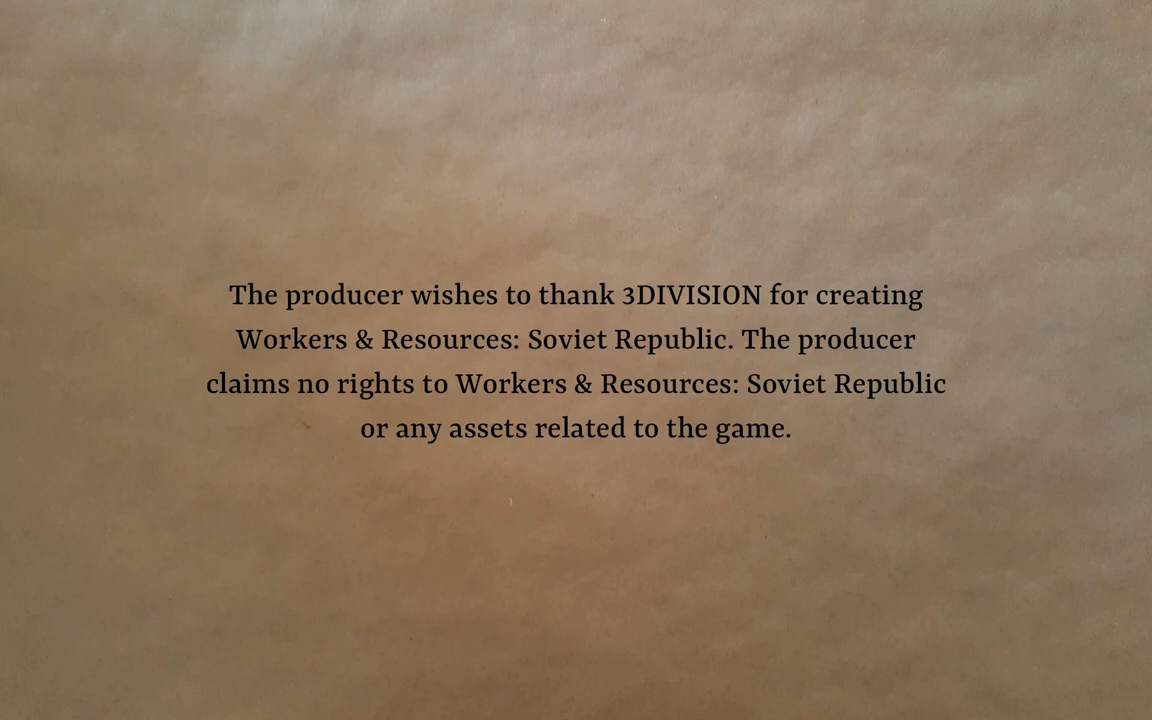 The producer wishes to thank 3DIVISION for creating
Workers & Resources: Soviet Republic. The producer
claims no rights to Workers & Resources: Soviet Republic
or any assets related to the game.